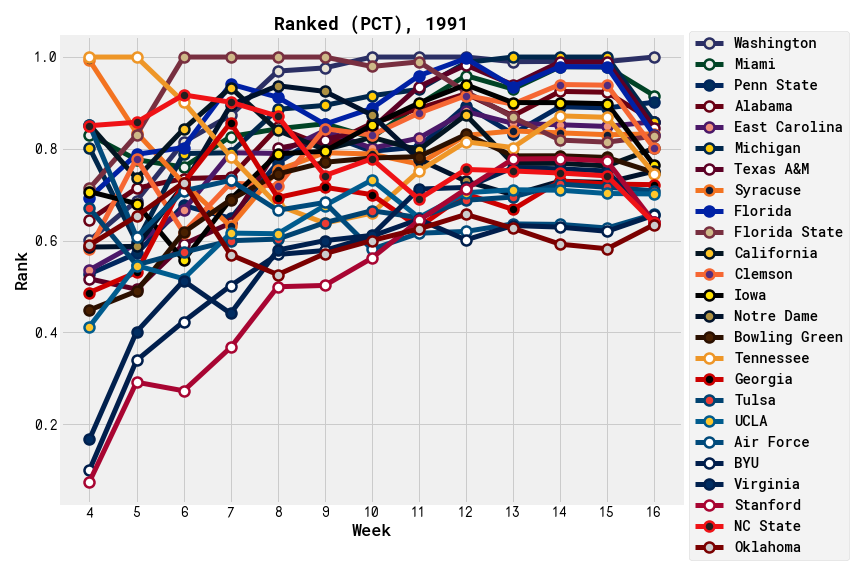 Ranked (PCT), 1991
1.0
0.8
0.6
0.4
0.2
Rank
4 5 6 7 8 9 10 11 12 13 14 15 16
Week
Washington
Miami
Penn State
Alabama
East Carolina
Michigan
Texas A&M
Syracuse
Florida
Florida State
California
Clemson
Iowa
Notre Dame
Bowling Green
Tennessee
Georgia
Tulsa
UCLA
Air Force
BYU
Virginia
Stanford
NC State
Oklahoma